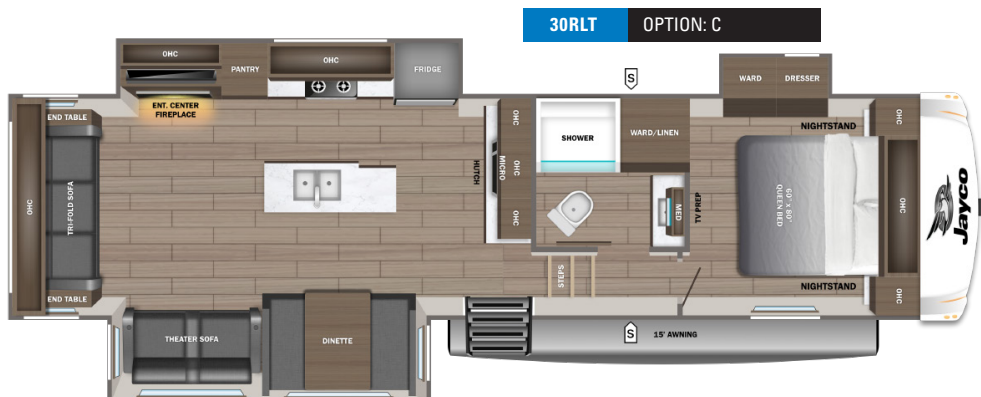 30RLT OPTION: C
OHC
PANTRY
OHC
FRIDGE
ENT. CENTER
FIREPLACE
END TABLE
OHC
TRI-FOLD SOFA
END TABLE
THEATER SOFA
DINETTE
HUTCH
MICRO
OHC
OHC
OHC
SHOWER
WARD/LINEN
MED
TV PREP
STEPS
S
S
15' AWNING
WARD
DRESSER
NIGHTSTAND
OHC
60" x 80"
QUEEN BED
OHC
NIGHTSTAND
OHC
Jayco